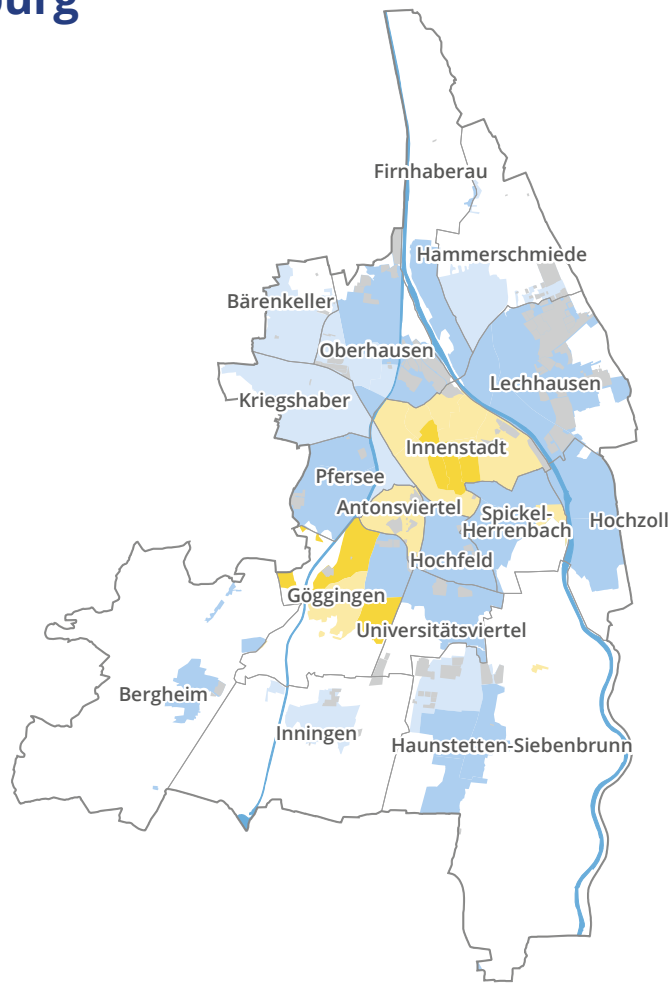 burg
Firnhaberau
Hammerschmiede
Bärenkeller
Oberhausen
Lechhausen
Kriegshaber
Innenstadt
Pfersee
Antonsviertel
Spickel-
Herrenbach
Hochzoll
Hochfeld
Göggingen
Universitätsviertel
Bergheim
Inningen
Haunstetten-Siebenbrunn